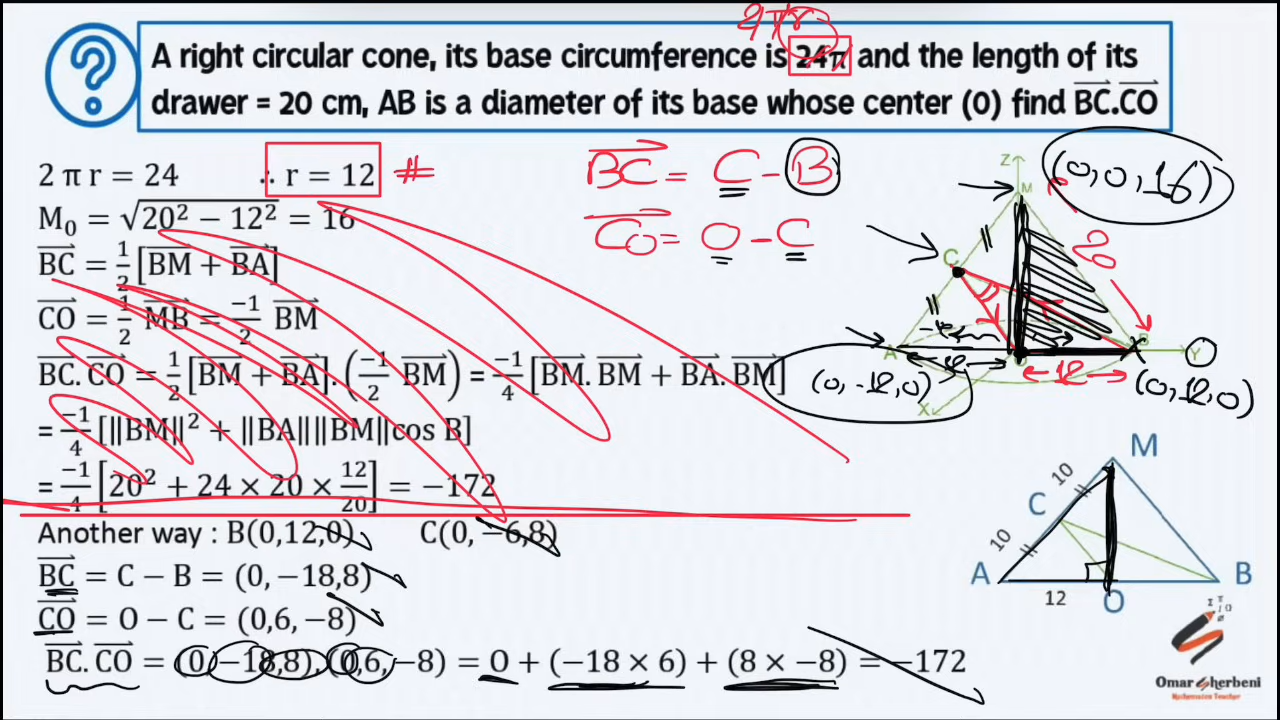 2πr
A right circular cone, its base circumference is 24π and the length of its
drawer = 20 cm, AB is a diameter of its base whose center (O) find BC.CO
2 π r = 24 ∴ r = 12 #
M₀ = √20² − 12² = 16
BC = 1/2 [BM + BA]
CO = 1/2 MB = −1/2 BM
BC. CO = 1/2 [BM + BA]. (−1/2 BM) = −1/4 [BM. BM + BA. BM]
= −1/4 [‖BM‖² + ‖BA‖‖BM‖cos B]
= −1/4 [20² + 24 × 20 × 12/20] = −172
Another way : B(0,12,0) C(0, −6,8)
BC = C − B = (0, −18,8)
CO = O − C = (0,6, −8)
BC. CO = (0, −18,8). (0,6, −8) = 0 + (−18 × 6) + (8 × −8) = −172
BC = C - B
CO = O - C
Z
M
(0,0,16)
C
20
A
B
Y
12
12
(0,-12,0)
(0,12,0)
X
M
10
C
10
A
B
12
O
Omar Sherbeni
Mathematics Teacher